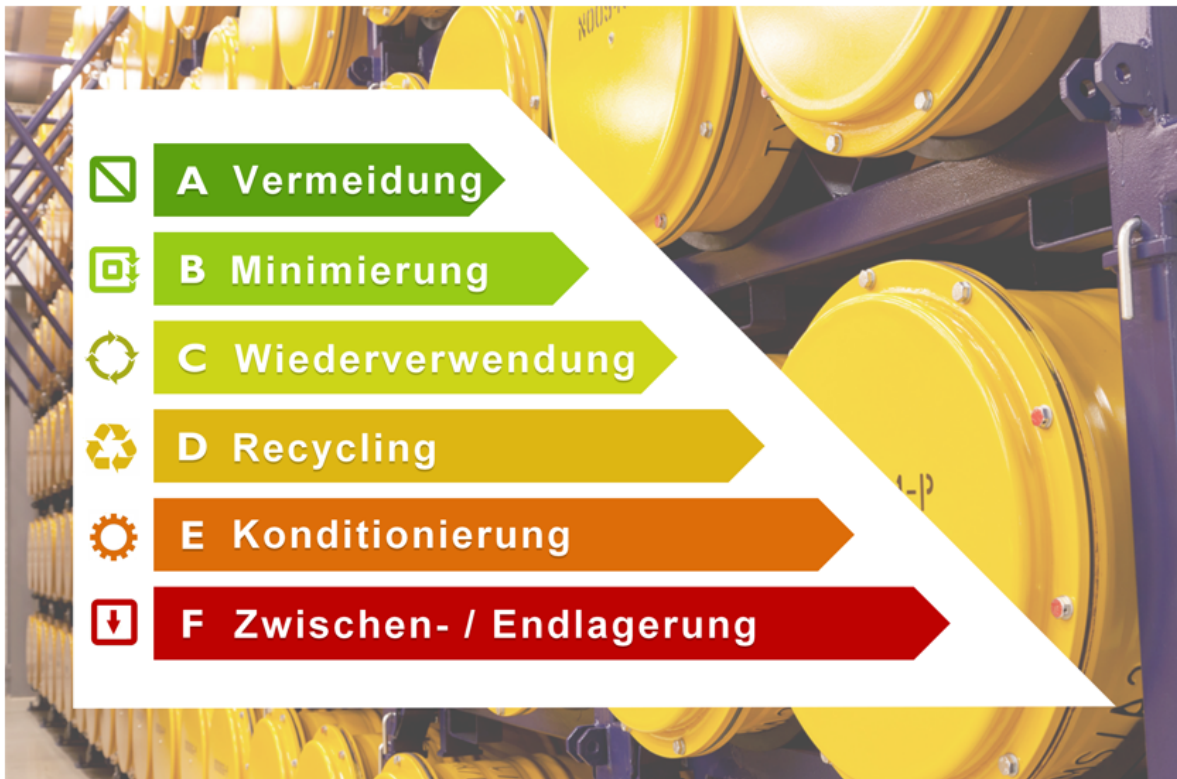 A Vermeidung
B Minimierung
C Wiederverwendung
D Recycling
E Konditionierung
F Zwischen- / Endlagerung